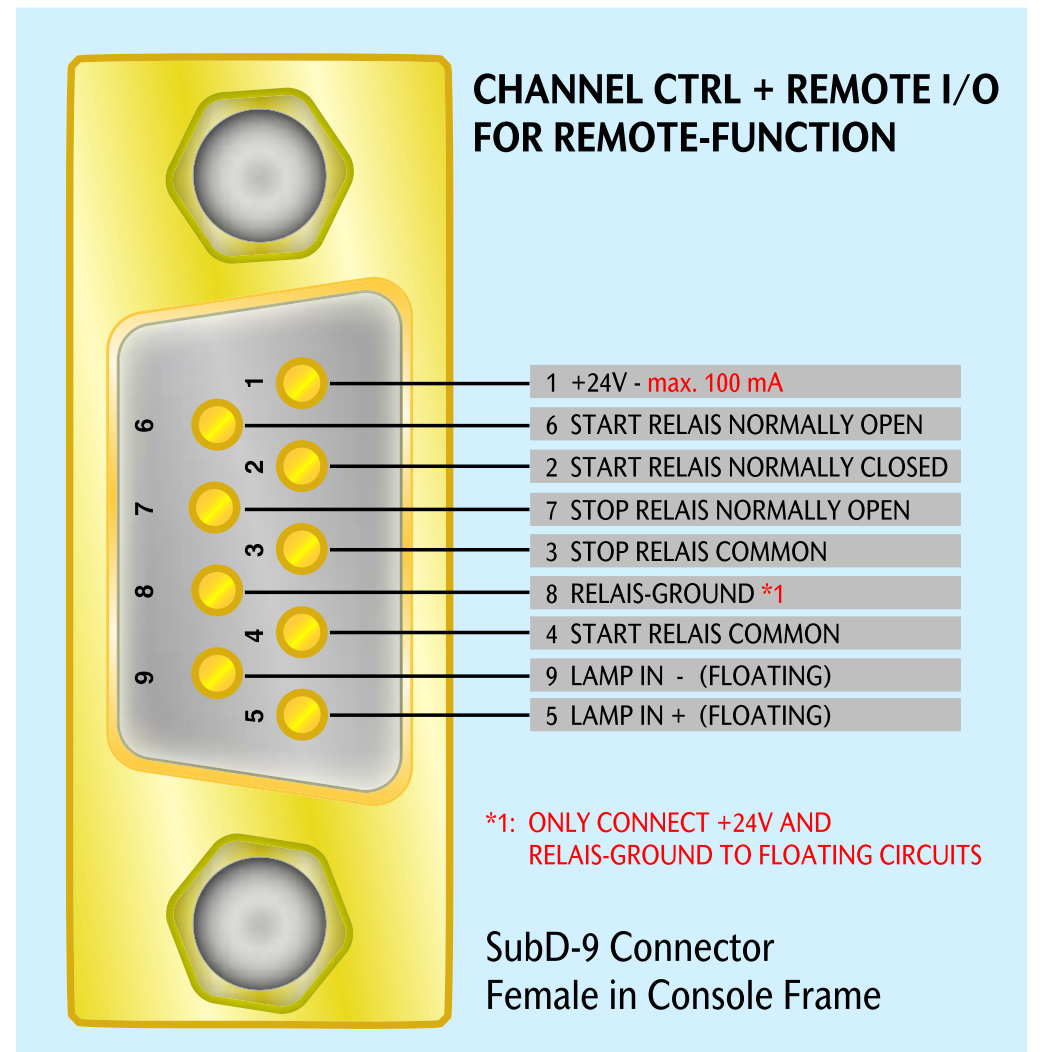 CHANNEL CTRL + REMOTE I/O
FOR REMOTE-FUNCTION
1
6
2
7
3
8
4
9
5
1 +24V - max. 100 mA
6 START RELAIS NORMALLY OPEN
2 START RELAIS NORMALLY CLOSED
7 STOP RELAIS NORMALLY OPEN
3 STOP RELAIS COMMON
8 RELAIS-GROUND *1
4 START RELAIS COMMON
9 LAMP IN - (FLOATING)
5 LAMP IN + (FLOATING)
*1: ONLY CONNECT +24V AND
RELAIS-GROUND TO FLOATING CIRCUITS
SubD-9 Connector
Female in Console Frame